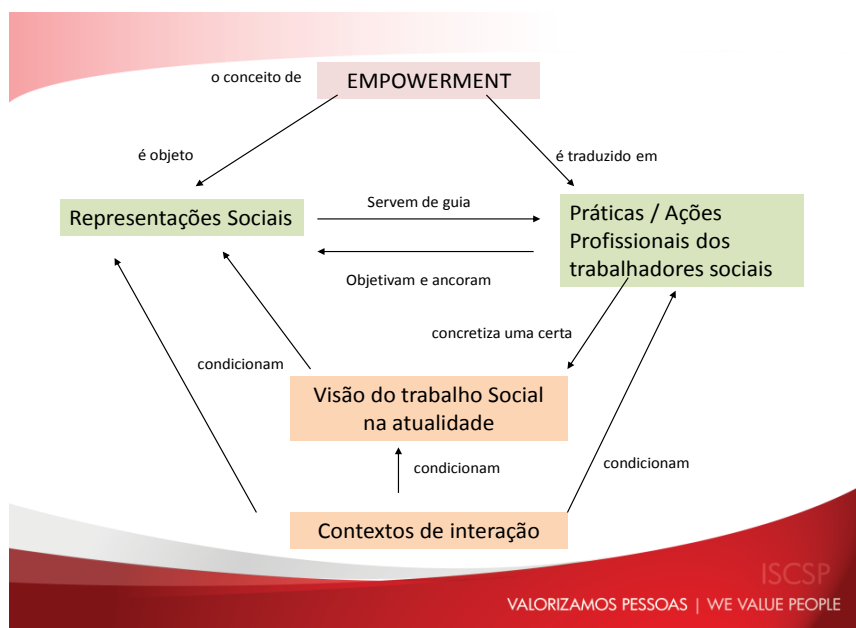 o conceito de
EMPOWERMENT
é objeto
é traduzido em
Representações Sociais
Servem de guia
Práticas / Ações
Profissionais dos
trabalhadores sociais
Objetivam e ancoram
concretiza uma certa
condicionam
Visão do trabalho Social
na atualidade
condicionam
condicionam
Contextos de interação
ISCSP
VALORIZAMOS PESSOAS | WE VALUE PEOPLE